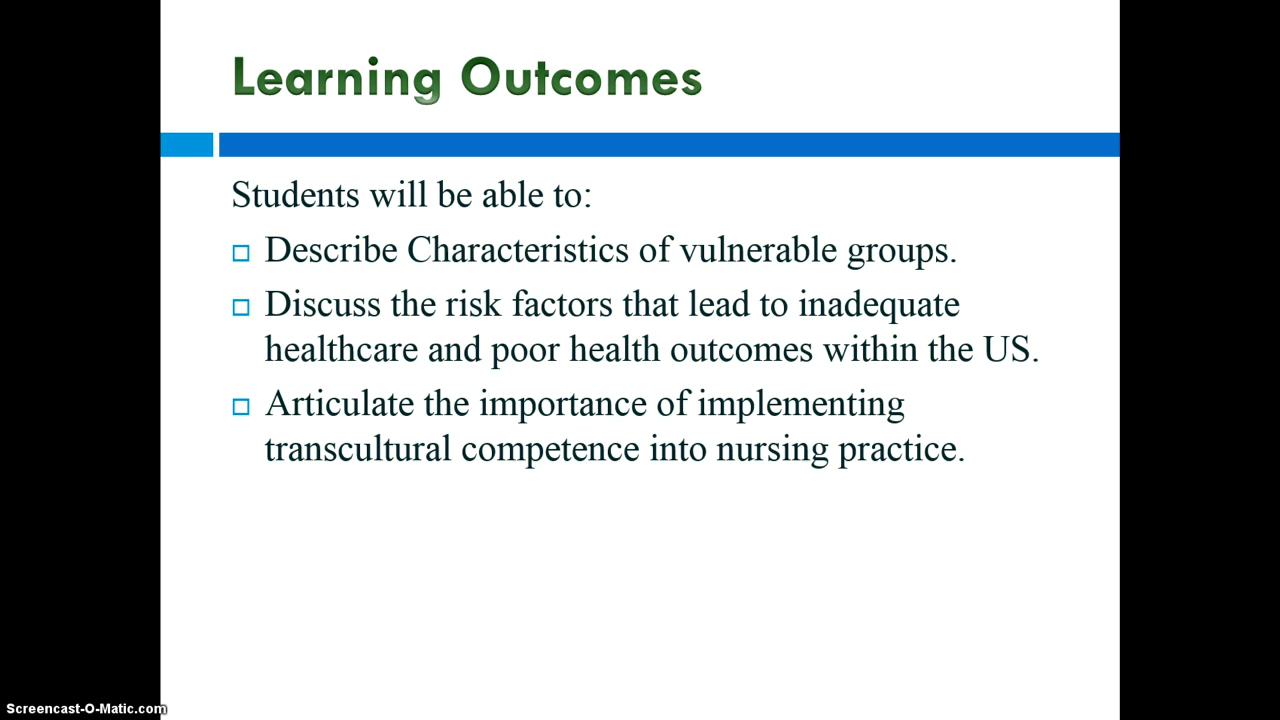 Learning Outcomes
Students will be able to:
Describe Characteristics of vulnerable groups.
Discuss the risk factors that lead to inadequate
healthcare and poor health outcomes within the US.
Articulate the importance of implementing
transcultural competence into nursing practice.
Screencast-O-Matic.com